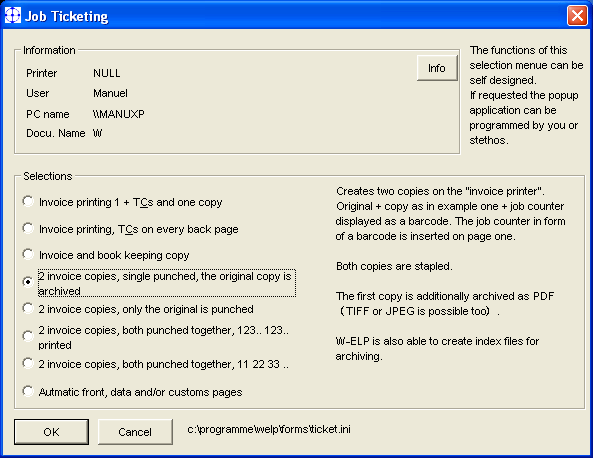 Job Ticketing
Information
Printer NULL
User Manuel
PC name \\MANUXP
Docu. Name W
Info
The functions of this
selection menue can be
self designed.
If requested the popup
application can be
programmed by you or
stethos.
Selections
Invoice printing 1 + TCs and one copy
Invoice printing, TCs on every back page
Invoice and book keeping copy
2 invoice copies, single punched, the original copy is
archived
2 invoice copies, only the original is punched
2 invoice copies, both punched together, 123.. 123..
printed
2 invoice copies, both punched together, 11 22 33 ..
Autmatic front, data and/or customs pages
Creates two copies on the "invoice printer".
Original + copy as in example one + job counter
displayed as a barcode. The job counter in form
of a barcode is inserted on page one.
Both copies are stapled.
The first copy is additionally archived as PDF
(TIFF or JPEG is possible too) .
W-ELP is also able to create index files for
archiving.
OK
Cancel
c:\programme\welp\forms\ticket.ini